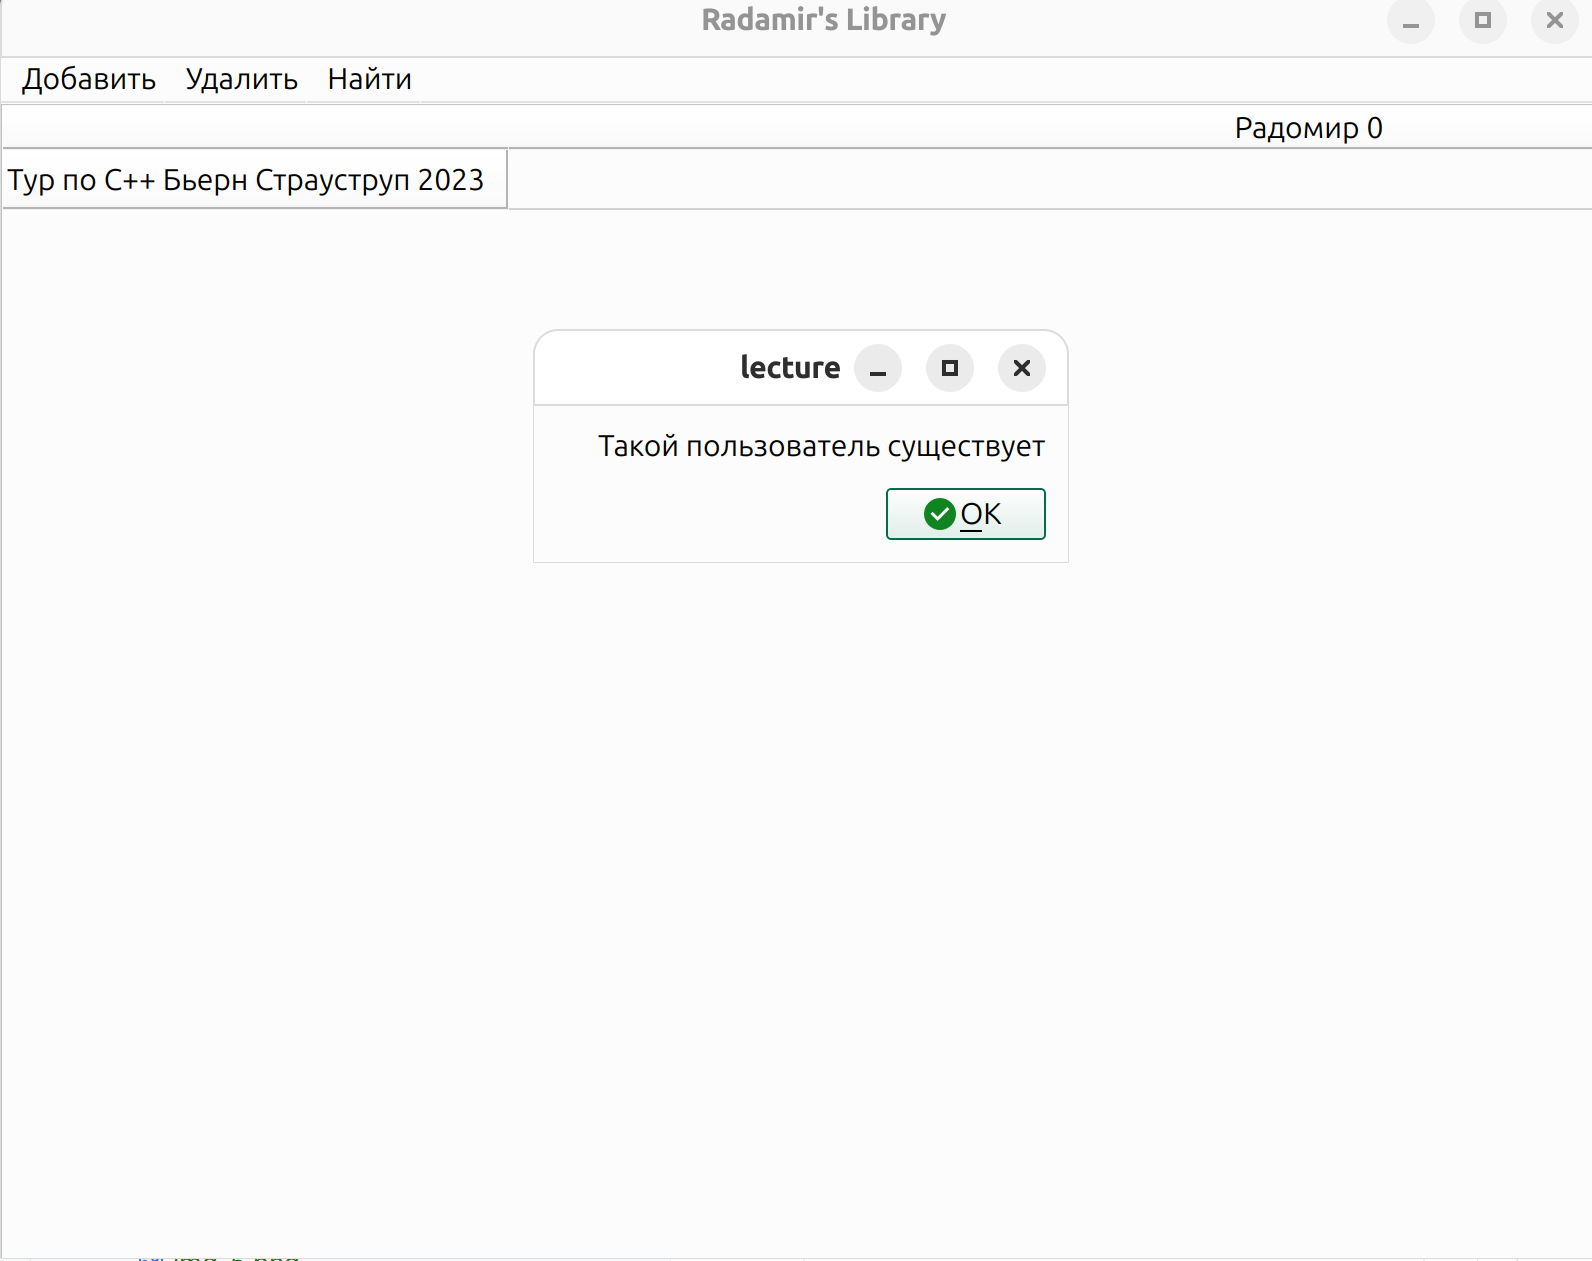 Radamir's Library
Добавить Удалить Найти
Радомир 0
Тур по C++ Бьерн Страуструп 2023
lecture
Такой пользователь существует
OK